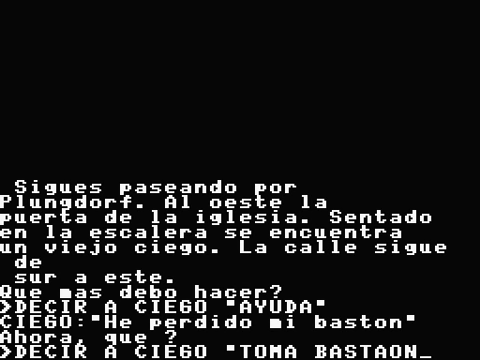 Sigues paseando por
Plungdorf. Al oeste la
puerta de la iglesia. Sentado
en la escalera se encuentra
un viejo ciego. La calle sigue
de
sur a este.
Que mas debo hacer?
>DECIR A CIEGO "AYUDA"
CIEGO:"He perdido mi baston"
Ahora, que ?
>DECIR A CIEGO "TOMA BASTAON_